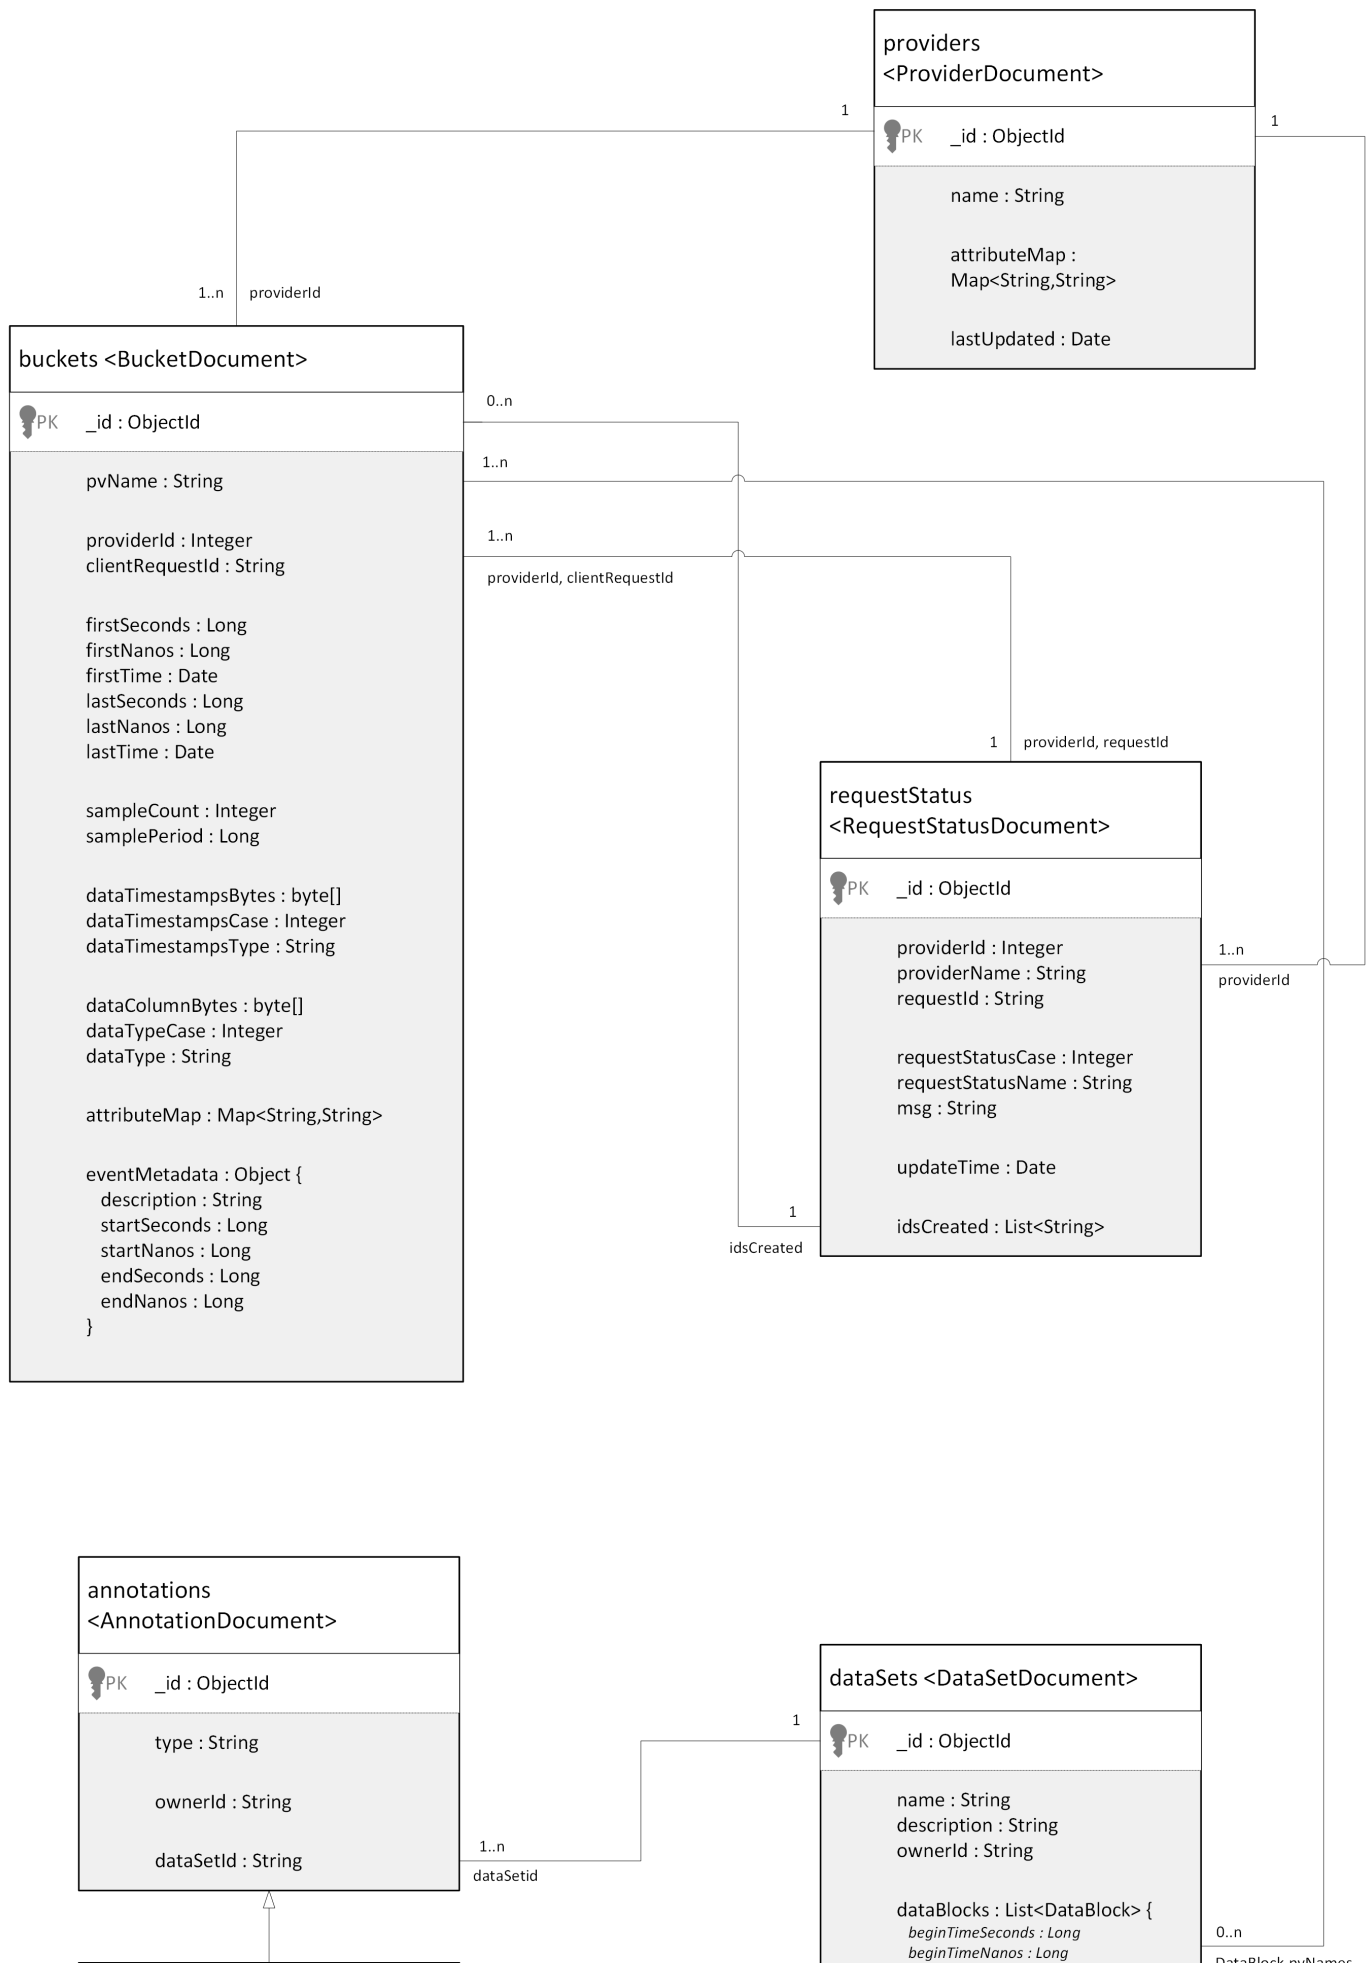 providers
<ProviderDocument>
1
1
PK _id : ObjectId
name : String
attributeMap :
Map<String,String>
lastUpdated : Date
1..n providerId
buckets <BucketDocument>
PK _id : ObjectId
pvName : String
providerId : Integer
clientRequestId : String
firstSeconds : Long
firstNanos : Long
firstTime : Date
lastSeconds : Long
lastNanos : Long
lastTime : Date
sampleCount : Integer
samplePeriod : Long
dataTimestampsBytes : byte[]
dataTimestampsCase : Integer
dataTimestampsType : String
dataColumnBytes : byte[]
dataTypeCase : Integer
dataType : String
attributeMap : Map<String,String>
eventMetadata : Object {
description : String
startSeconds : Long
startNanos : Long
endSeconds : Long
endNanos : Long
}
0..n
1..n
1..n
providerId, clientRequestId
1 providerId, requestId
requestStatus
<RequestStatusDocument>
PK _id : ObjectId
providerId : Integer
providerName : String
requestId : String
requestStatusCase : Integer
requestStatusName : String
msg : String
updateTime : Date
idsCreated : List<String>
1..n
providerId
1
idsCreated
annotations
<AnnotationDocument>
PK _id : ObjectId
type : String
ownerId : String
dataSetId : String
1..n
dataSetid
1
dataSets <DataSetDocument>
PK _id : ObjectId
name : String
description : String
ownerId : String
dataBlocks : List<DataBlock> {
beginTimeSeconds : Long
beginTimeNanos : Long
0..n
DataBlock.pvNames